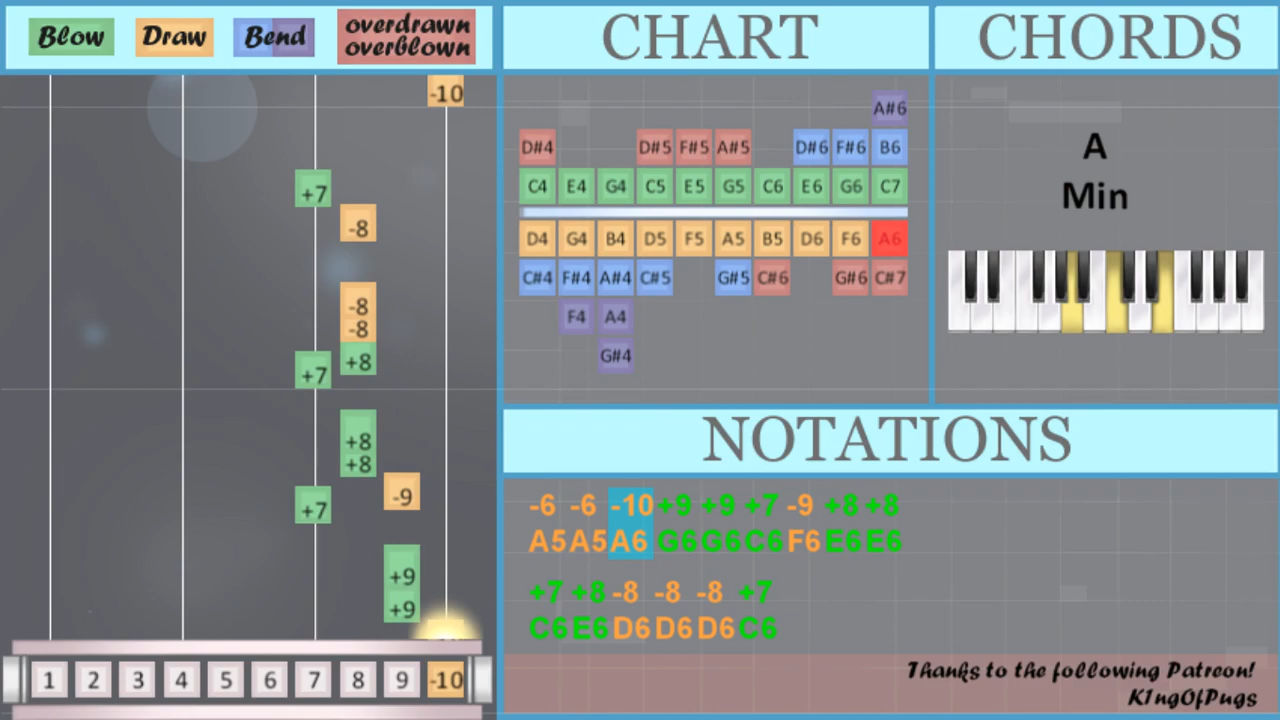 Blow Draw Bend overdrawn
overblown
CHART
CHORDS
-10
+7
-8
-8
-8
+8
+7
+8
+8
-9
+7
+9
+9
1 2 3 4 5 6 7 8 9 -10
A#6
D#4 D#5 F#5 A#5 D#6 F#6 B6
C4 E4 G4 C5 E5 G5 C6 E6 G6 C7
D4 G4 B4 D5 F5 A5 B5 D6 F6 A6
C#4 F#4 A#4 C#5 G#5 C#6 G#6 C#7
F4 A4
G#4
A
Min
NOTATIONS
-6 -6 -10 +9 +9 +7 -9 +8 +8
A5 A5 A6 G6 G6 C6 F6 E6 E6
+7 +8 -8 -8 -8 +7
C6 E6 D6 D6 D6 C6
Thanks to the following Patreon!
K1ngOfPugs